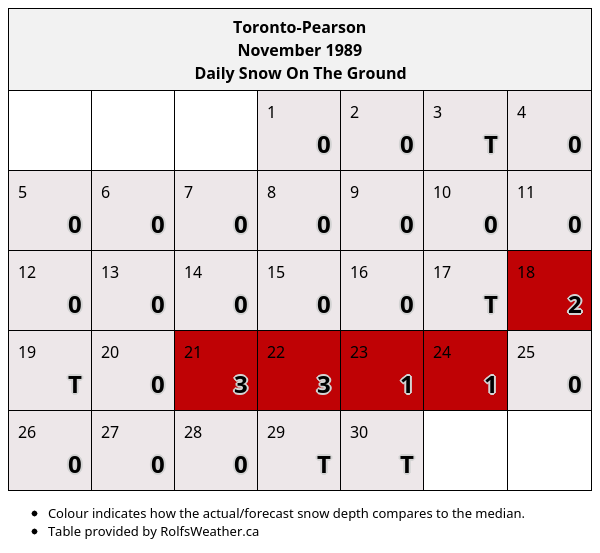 Toronto-Pearson
November 1989
Daily Snow On The Ground
1 2 3 4
0 0 T 0
5 6 7 8 9 10 11
0 0 0 0 0 0 0
12 13 14 15 16 17 18
0 0 0 0 0 T 2
19 20 21 22 23 24 25
T 0 3 3 1 1 0
26 27 28 29 30
0 0 0 T T
• Colour indicates how the actual/forecast snow depth compares to the median.
• Table provided by RolfsWeather.ca